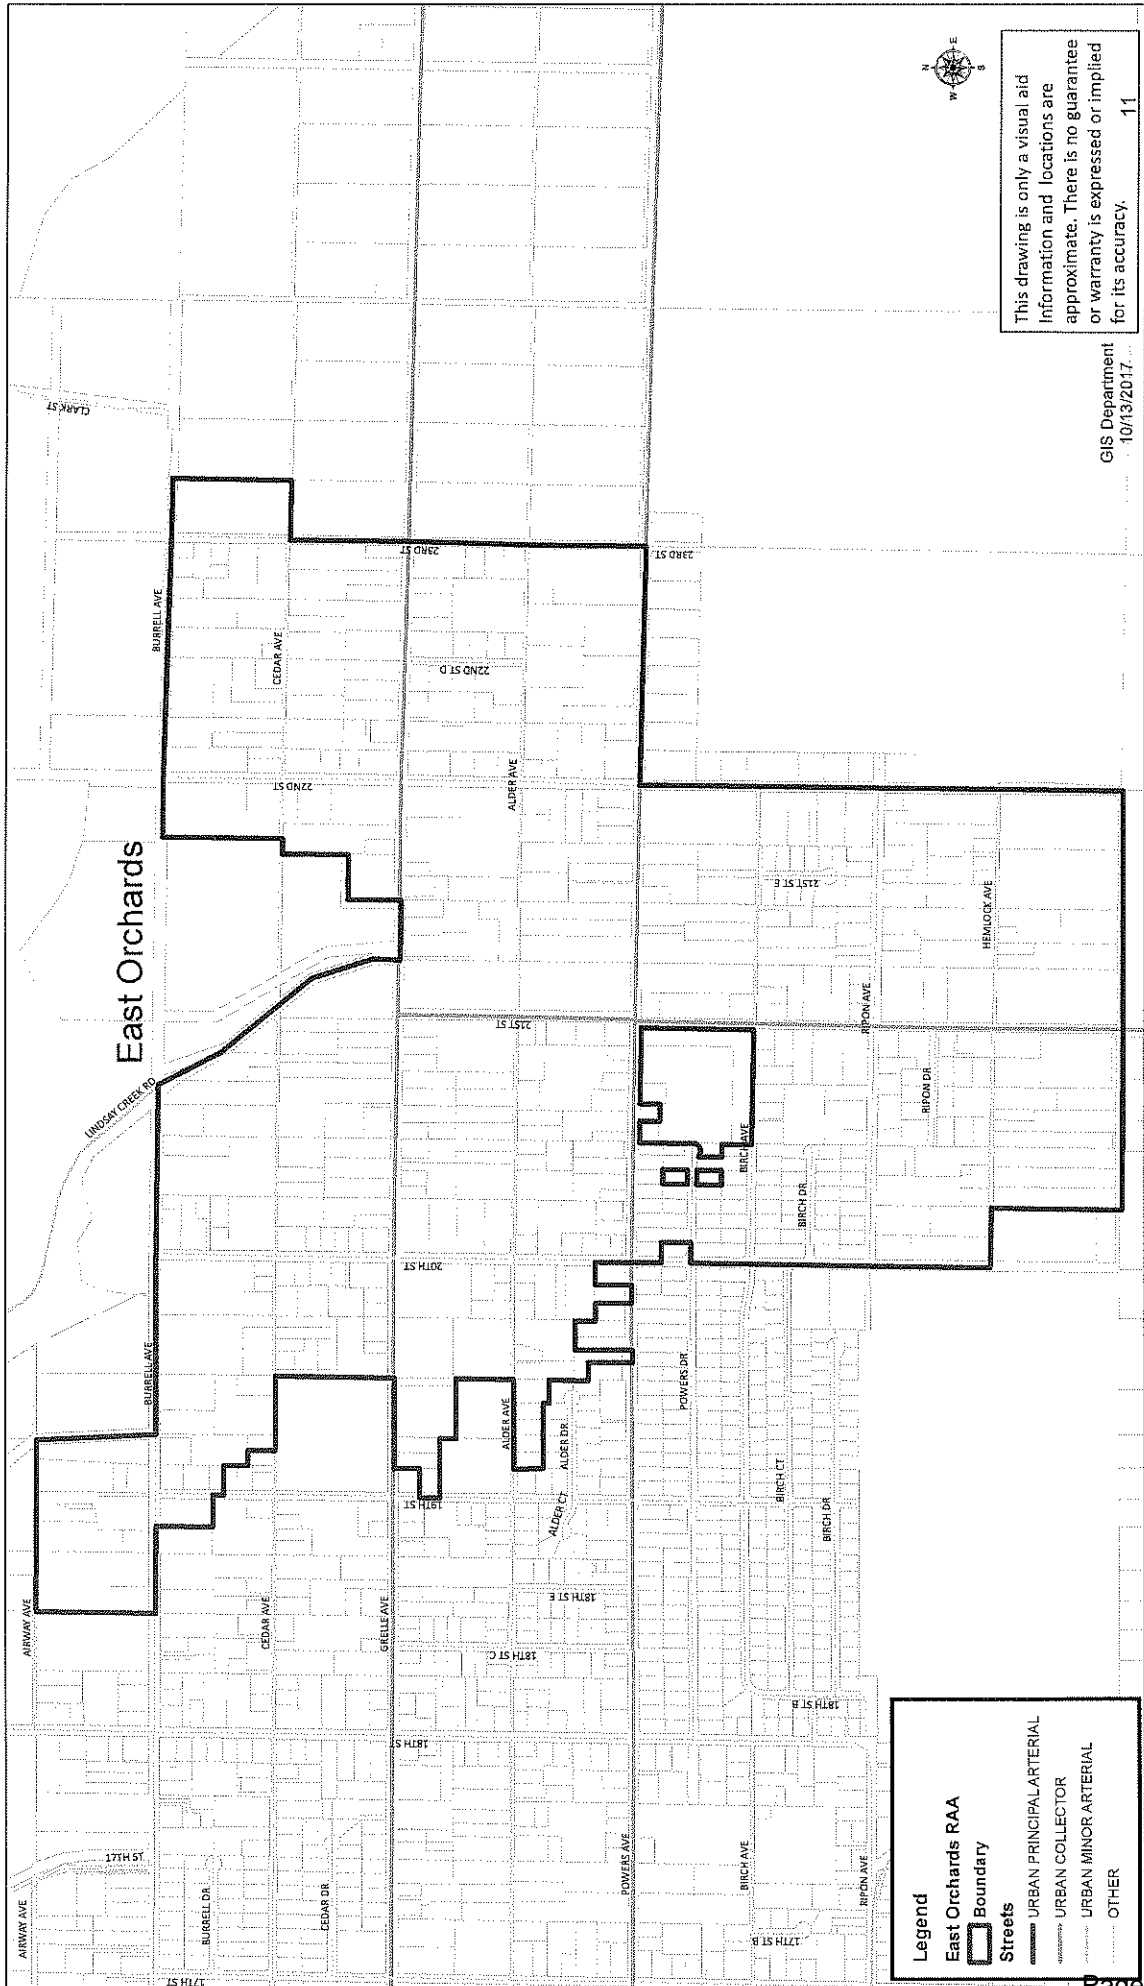 East Orchards
AIRWAY AVE
AIRWAY AVE
17TH ST
17TH ST
BURRELL DR
CEDAR DR
BURRELL AVE
BURRELL AVE
LINDSAY CREEK RD
CLARK ST
CEDAR AVE
CEDAR AVE
22ND ST
23RD ST
23RD ST
22ND ST D
GRELLE AVE
18TH ST
19TH ST
20TH ST
21ST ST
18TH ST C
18TH ST E
ALDER AVE
ALDER AVE
ALDER DR
ALDER CT
POWERS AVE
POWERS DR
BIRCH AVE
BIRCH AVE
BIRCH CT
BIRCH DR
BIRCH DR
18TH ST B
17TH ST B
RIPON AVE
RIPON AVE
RIPON DR
21ST ST E
HEMLOCK AVE
N
W
E
S
Legend
East Orchards RAA
Boundary
Streets
URBAN PRINCIPAL ARTERIAL
URBAN COLLECTOR
URBAN MINOR ARTERIAL
OTHER
GIS Department
10/13/2017
This drawing is only a visual aid
Information and locations are
approximate. There is no guarantee
or warranty is expressed or implied
for its accuracy.
11